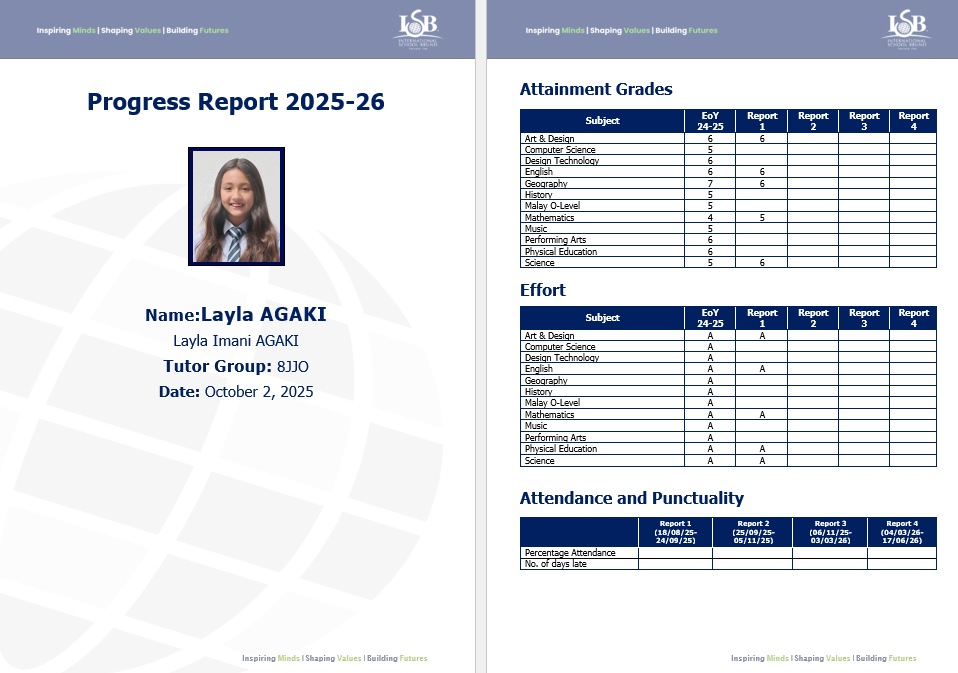 Inspiring Minds | Shaping Values | Building Futures
ISB
INTERNATIONAL
SCHOOL BRUNEI
Progress Report 2025-26
Name:Layla AGAKI
Layla Imani AGAKI
Tutor Group: 8JJO
Date: October 2, 2025
Inspiring Minds | Shaping Values | Building Futures
Inspiring Minds | Shaping Values | Building Futures
ISB
INTERNATIONAL
SCHOOL BRUNEI
Attainment Grades
Subject EoY 24-25 Report 1 Report 2 Report 3 Report 4
Art & Design 6 6
Computer Science 5
Design Technology 6
English 6 6
Geography 7 6
History 5
Malay O-Level 5
Mathematics 4 5
Music 5
Performing Arts 6
Physical Education 6
Science 5 6
Effort
Subject EoY 24-25 Report 1 Report 2 Report 3 Report 4
Art & Design A A
Computer Science A
Design Technology A
English A A
Geography A
History A
Malay O-Level A
Mathematics A A
Music A
Performing Arts A
Physical Education A A
Science A A
Attendance and Punctuality
Report 1 (18/08/25-24/09/25) Report 2 (25/09/25-05/11/25) Report 3 (06/11/25-03/03/26) Report 4 (04/03/26-17/06/26)
Percentage Attendance
No. of days late
Inspiring Minds | Shaping Values | Building Futures